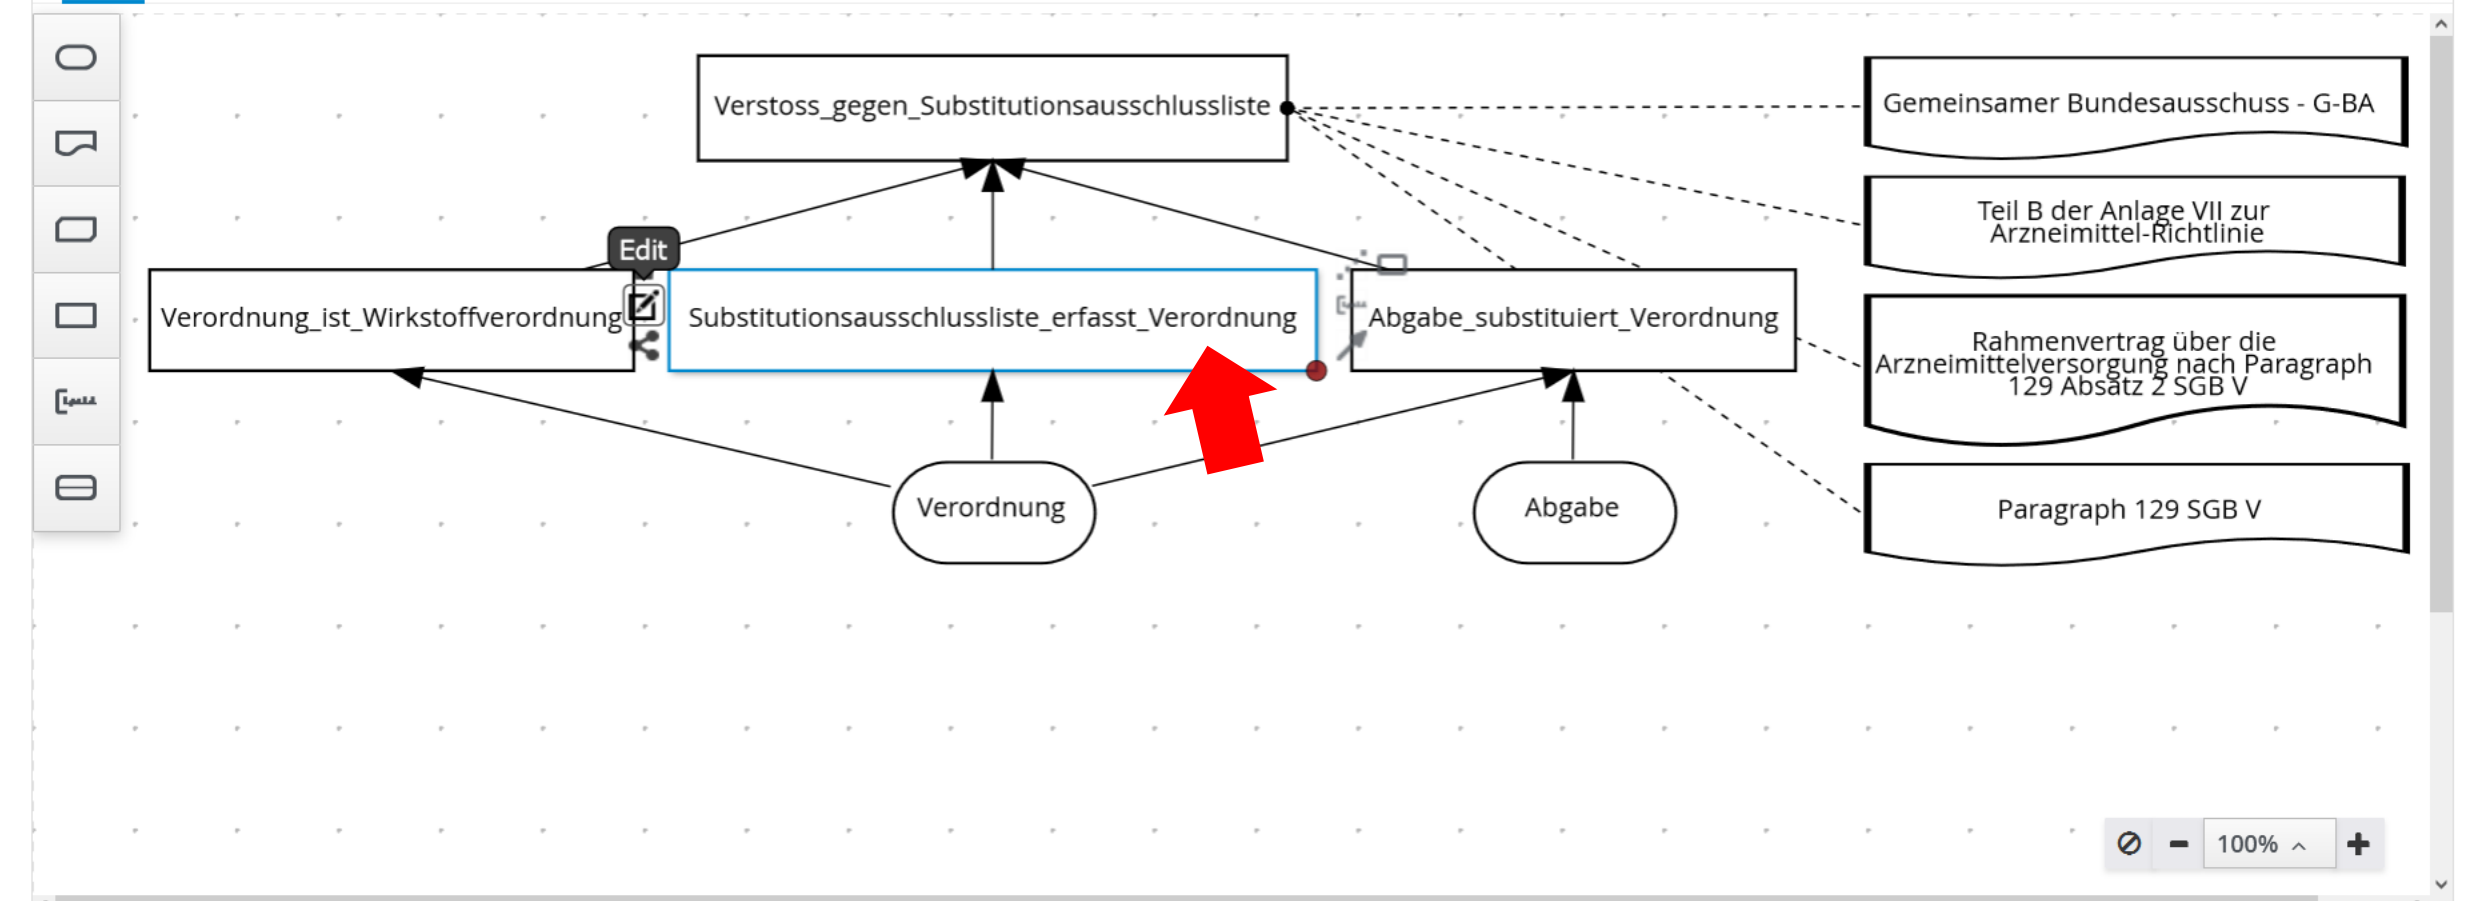 Verstoss_gegen_Substitutionsausschlussliste
Gemeinsamer Bundesausschuss - G-BA
Teil B der Anlage VII zur
Arzneimittel-Richtlinie
Edit
Verordnung_ist_Wirkstoffverordnung
Substitutionsausschlussliste_erfasst_Verordnung
Abgabe_substituiert_Verordnung
Rahmenvertrag über die
Arzneimittelversorgung nach Paragraph
129 Absatz 2 SGB V
Verordnung
Abgabe
Paragraph 129 SGB V
100%